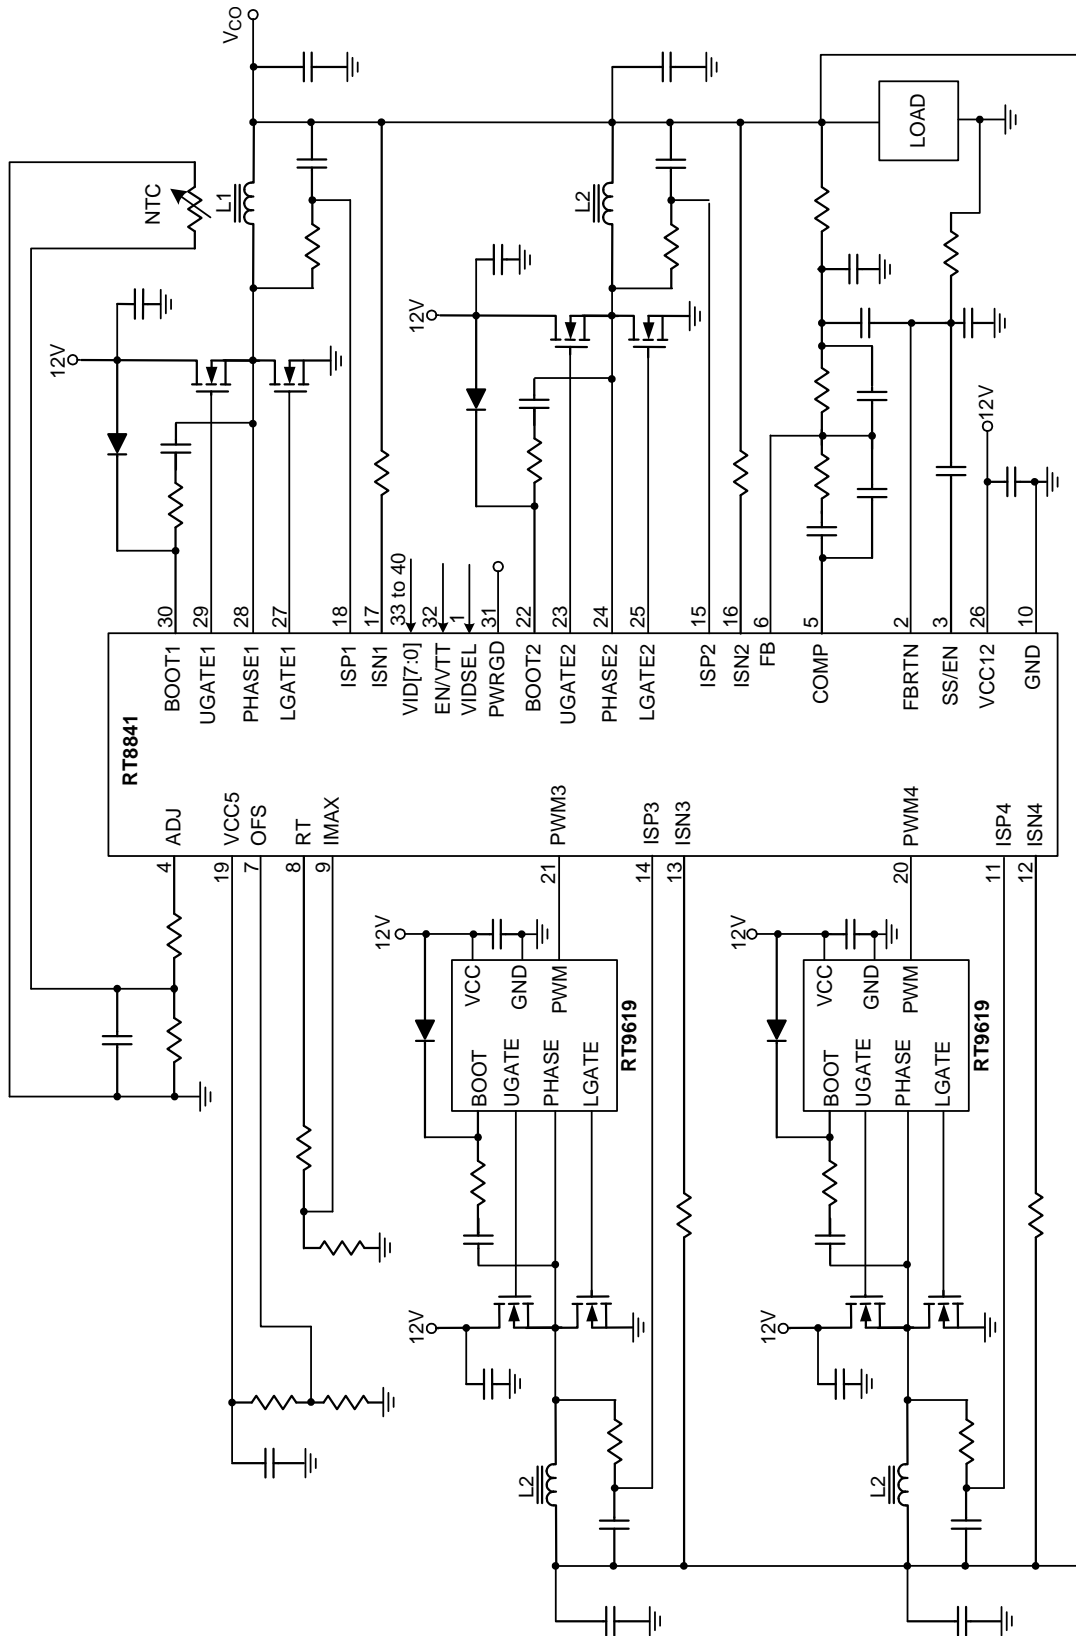 VCO
NTC
L1
12V
30
29
28
27
18
17
33 to 40
32
1
31
22
23
24
25
15
16
6
5
2
3
26
10
12V
L2
LOAD
12V
RT8841
BOOT1
UGATE1
PHASE1
LGATE1
ISP1
ISN1
VID[7:0]
EN/VTT
VIDSEL
PWRGD
BOOT2
UGATE2
PHASE2
LGATE2
ISP2
ISN2
FB
COMP
FBRTN
SS/EN
VCC12
GND
ADJ
VCC5
OFS
RT
IMAX
PWM3
ISP3
ISN3
PWM4
ISP4
ISN4
4
19
7
8
9
21
14
13
20
11
12
12V
VCC
GND
PWM
BOOT
UGATE
PHASE
LGATE
RT9619
12V
L2
12V
VCC
GND
PWM
BOOT
UGATE
PHASE
LGATE
RT9619
12V
L2